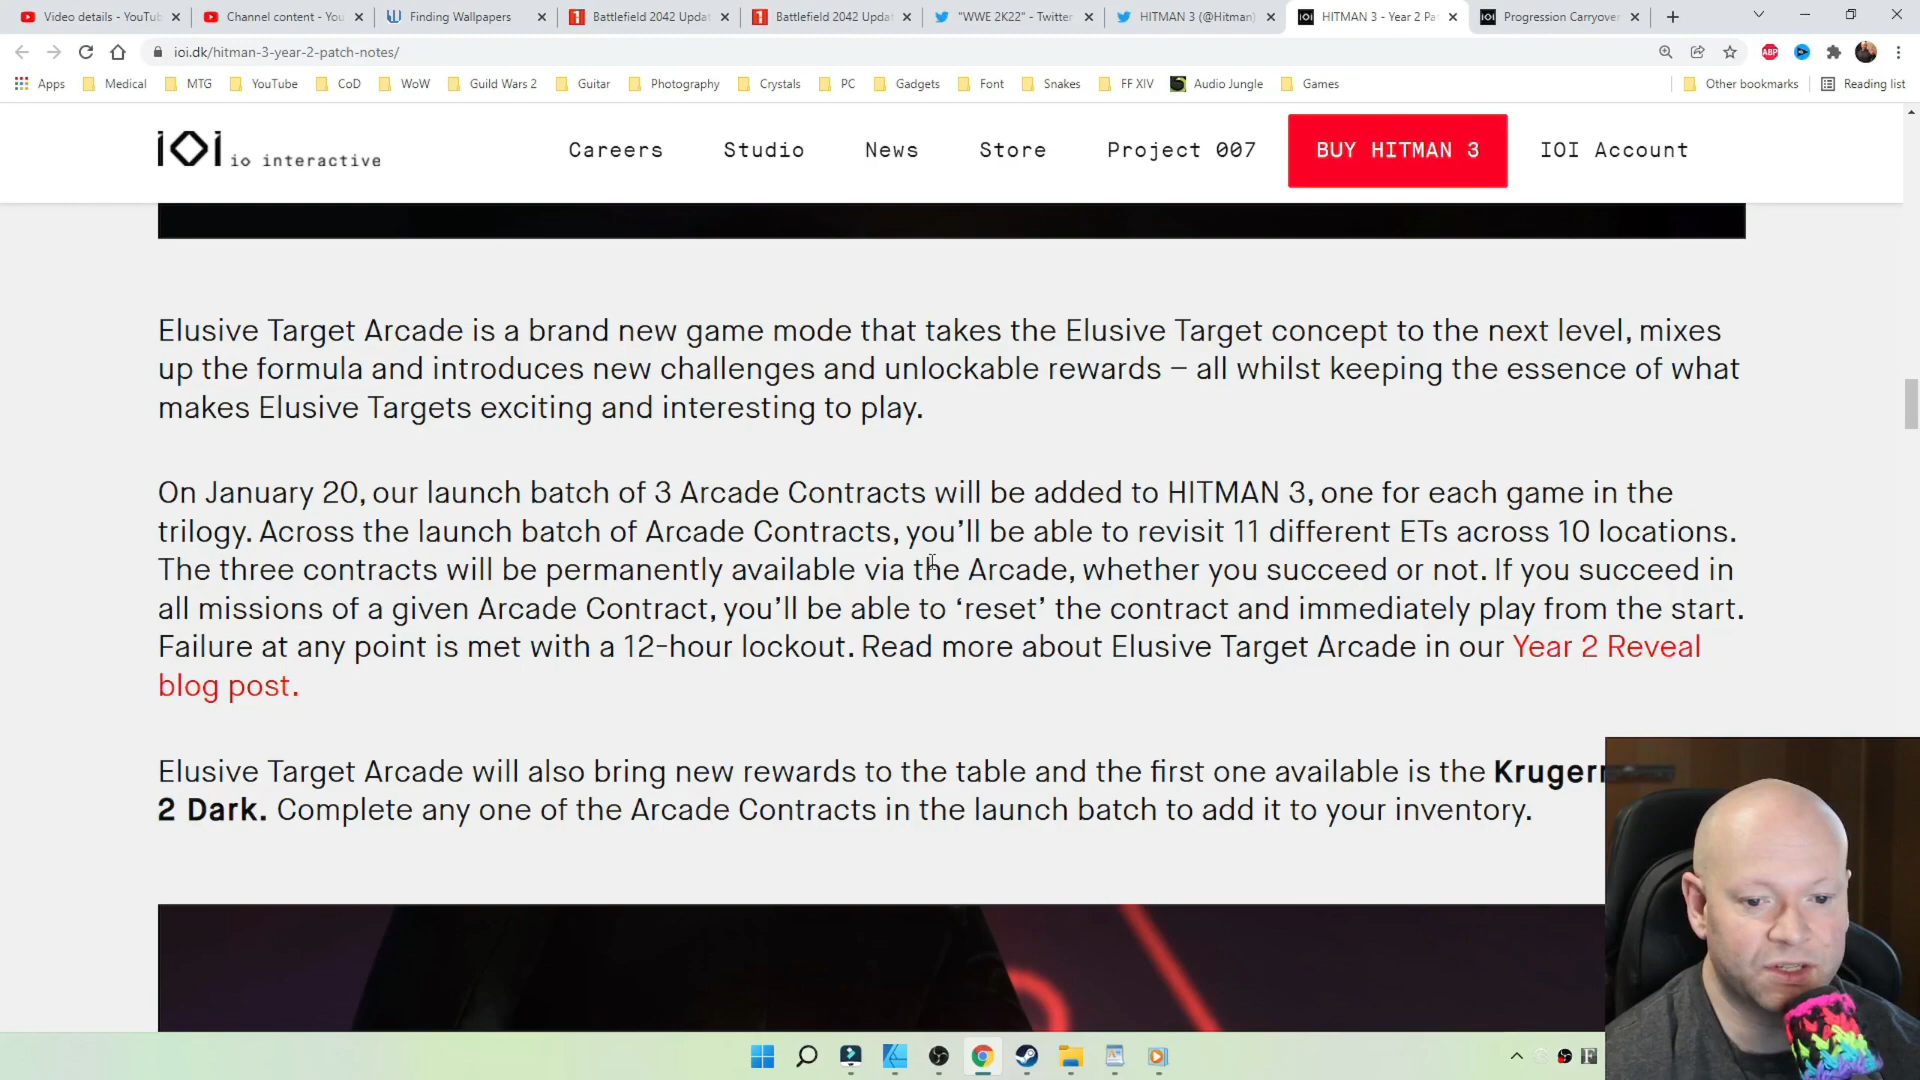 Video details - YouTu
Channel content - You
Finding Wallpapers
Battlefield 2042 Updat
Battlefield 2042 Updat
"WWE 2K22" - Twitter
HITMAN 3 (@Hitman)
HITMAN 3 - Year 2 Pa
Progression Carryover
ioi.dk/hitman-3-year-2-patch-notes/
ABP
Apps Medical MTG YouTube CoD WoW Guild Wars 2 Guitar Photography Crystals PC Gadgets Font Snakes FF XIV Audio Jungle Games Other bookmarks Reading list
iOi io interactive
Careers Studio News Store Project 007 BUY HITMAN 3 IOI Account
Elusive Target Arcade is a brand new game mode that takes the Elusive Target concept to the next level, mixes
up the formula and introduces new challenges and unlockable rewards – all whilst keeping the essence of what
makes Elusive Targets exciting and interesting to play.
On January 20, our launch batch of 3 Arcade Contracts will be added to HITMAN 3, one for each game in the
trilogy. Across the launch batch of Arcade Contracts, you’ll be able to revisit 11 different ETs across 10 locations.
The three contracts will be permanently available via the Arcade, whether you succeed or not. If you succeed in
all missions of a given Arcade Contract, you’ll be able to ‘reset’ the contract and immediately play from the start.
Failure at any point is met with a 12-hour lockout. Read more about Elusive Target Arcade in our Year 2 Reveal
blog post.
Elusive Target Arcade will also bring new rewards to the table and the first one available is the Kruger
2 Dark. Complete any one of the Arcade Contracts in the launch batch to add it to your inventory.